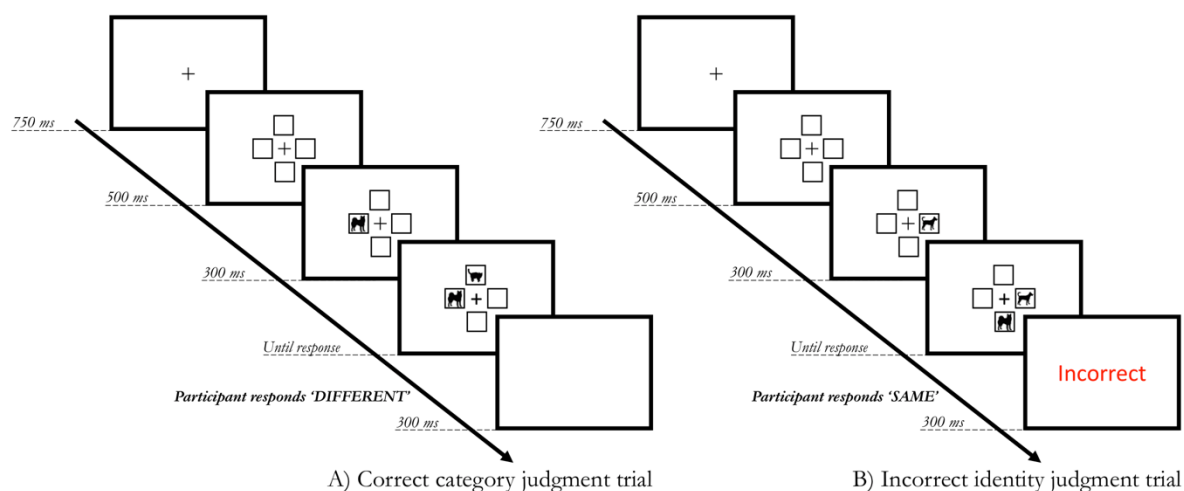 750 ms
500 ms
300 ms
Until response
Participant responds ‘DIFFERENT’
300 ms
A) Correct category judgment trial
750 ms
500 ms
300 ms
Until response
Participant responds ‘SAME’
300 ms
Incorrect
B) Incorrect identity judgment trial